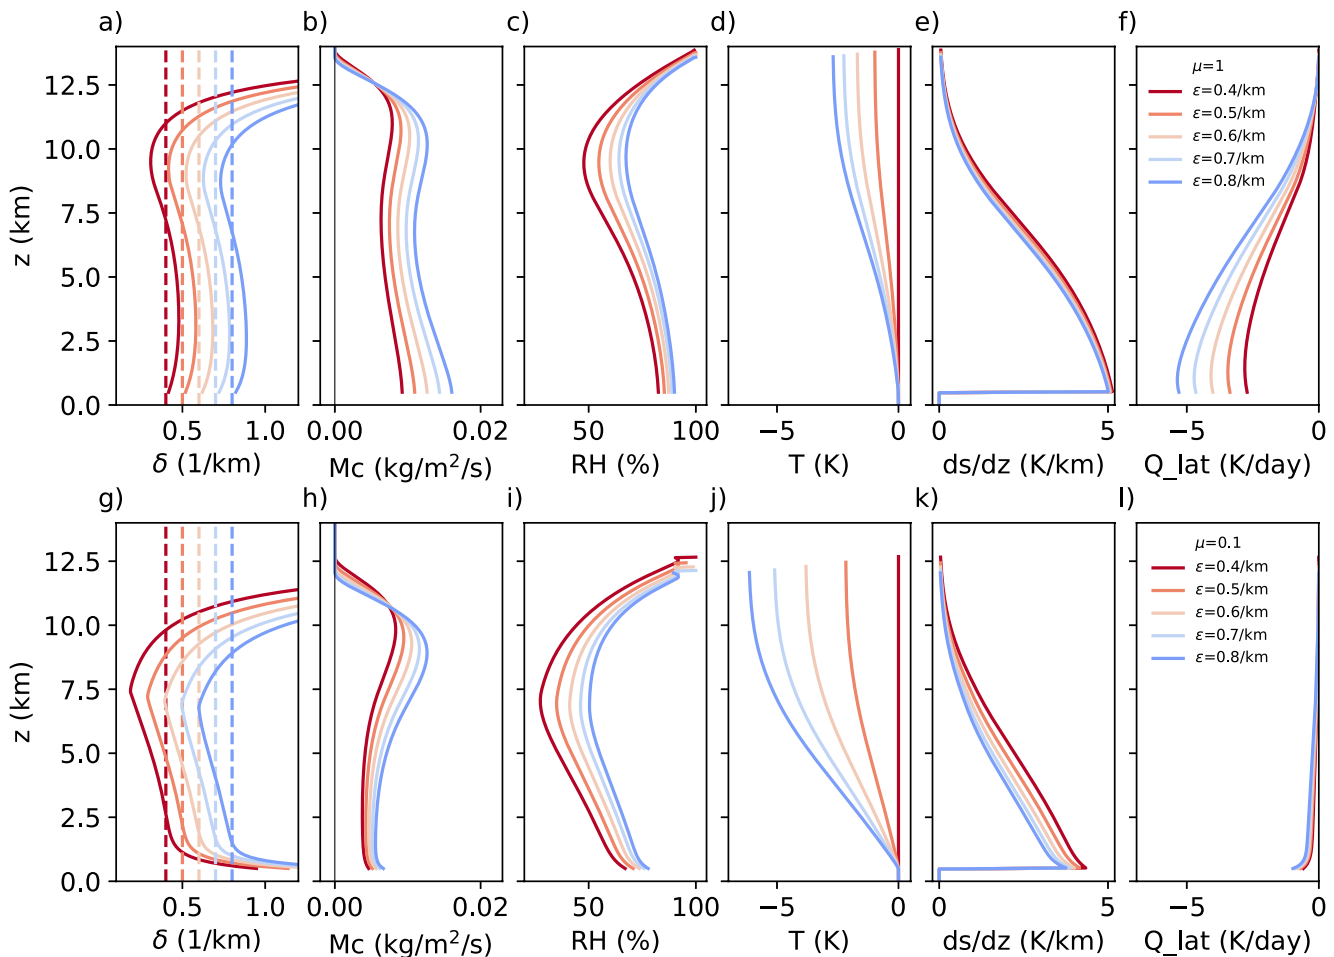 a) b) c) d) e) f)
12.5
10.0
7.5
5.0
2.5
0.0
z (km)
μ=1
ε=0.4/km
ε=0.5/km
ε=0.6/km
ε=0.7/km
ε=0.8/km
0.5 1.0 0.00 0.02 50 100 −5 0 0 5 −5 0
δ (1/km) Mc (kg/m²/s) RH (%) T (K) ds/dz (K/km) Q_lat (K/day)
g) h) i) j) k) l)
12.5
10.0
7.5
5.0
2.5
0.0
z (km)
μ=0.1
ε=0.4/km
ε=0.5/km
ε=0.6/km
ε=0.7/km
ε=0.8/km
0.5 1.0 0.00 0.02 50 100 −5 0 0 5 −5 0
δ (1/km) Mc (kg/m²/s) RH (%) T (K) ds/dz (K/km) Q_lat (K/day)